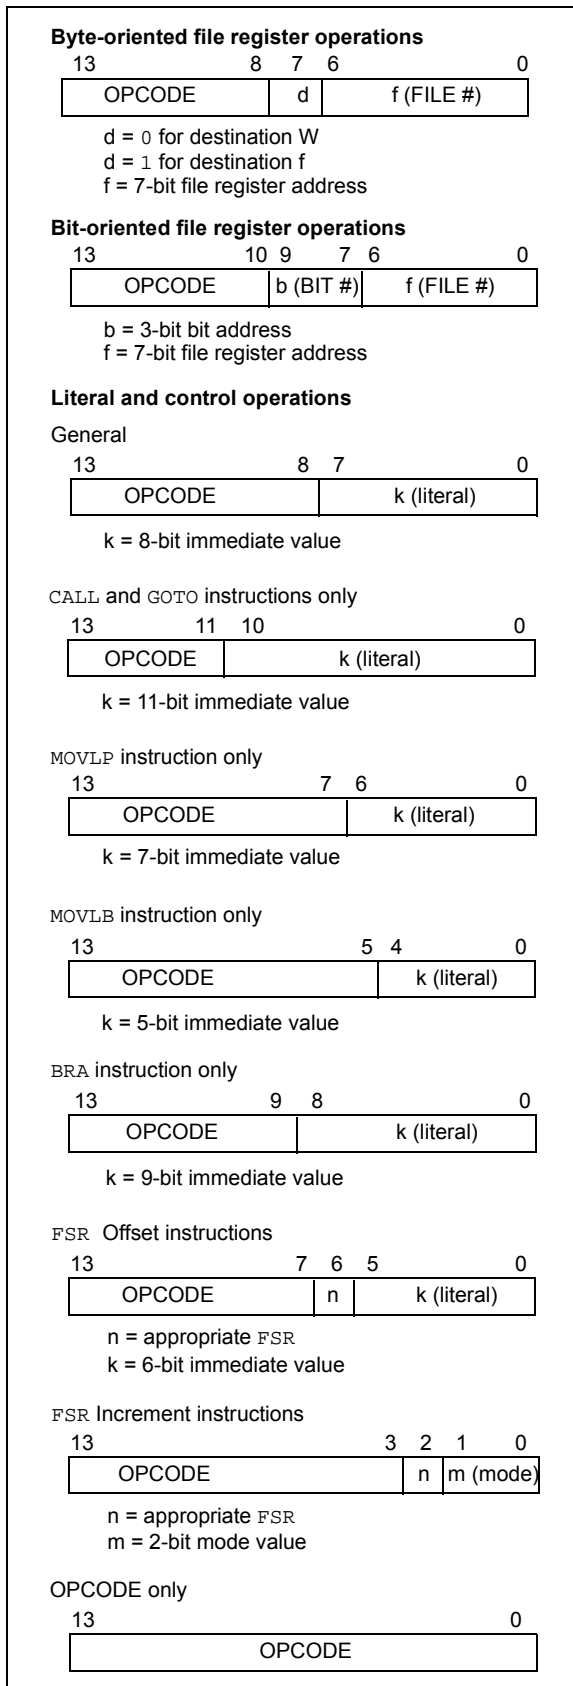 Byte-oriented file register operations
13 8 7 6 0
OPCODE d f (FILE #)
d = 0 for destination W
d = 1 for destination f
f = 7-bit file register address
Bit-oriented file register operations
13 10 9 7 6 0
OPCODE b (BIT #) f (FILE #)
b = 3-bit bit address
f = 7-bit file register address
Literal and control operations
General
13 8 7 0
OPCODE k (literal)
k = 8-bit immediate value
CALL and GOTO instructions only
13 11 10 0
OPCODE k (literal)
k = 11-bit immediate value
MOVLP instruction only
13 7 6 0
OPCODE k (literal)
k = 7-bit immediate value
MOVLB instruction only
13 5 4 0
OPCODE k (literal)
k = 5-bit immediate value
BRA instruction only
13 9 8 0
OPCODE k (literal)
k = 9-bit immediate value
FSR Offset instructions
13 7 6 5 0
OPCODE n k (literal)
n = appropriate FSR
k = 6-bit immediate value
FSR Increment instructions
13 3 2 1 0
OPCODE n m (mode)
n = appropriate FSR
m = 2-bit mode value
OPCODE only
13 0
OPCODE